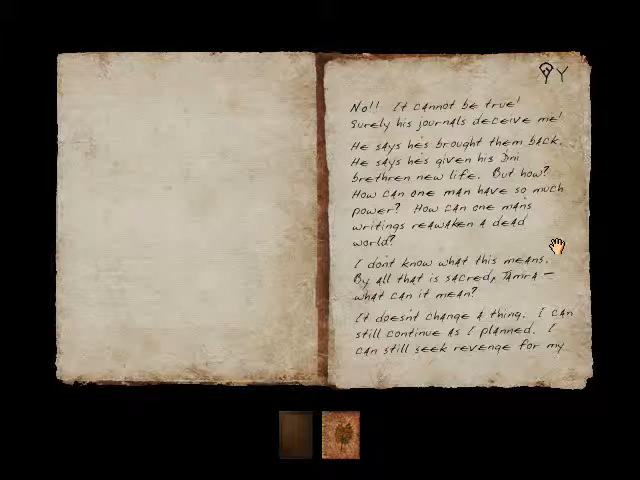 No!! It cannot be true!
Surely his journals deceive me!
He says he's brought them back.
He says he's given his Dni
brethren new life. But how?
How can one man have so much
power? How can one man's
writings reawaken a dead
world?
I don't know what this means.
By all that is sacred, Tamra –
what can it mean?
It doesn't change a thing. I can
still continue as I planned. I
can still seek revenge for my